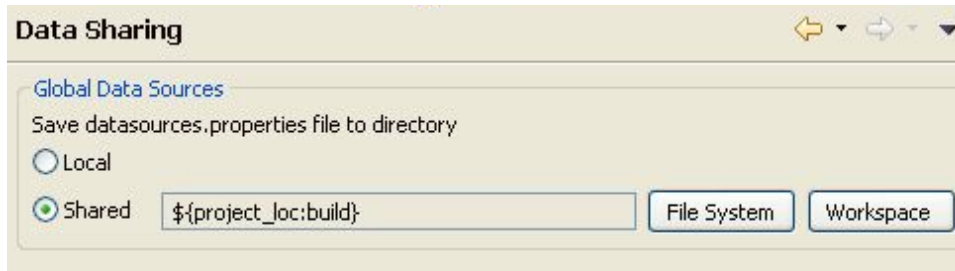 Data Sharing
Global Data Sources
Save datasources.properties file to directory
Local
Shared ${project_loc:build} File System Workspace